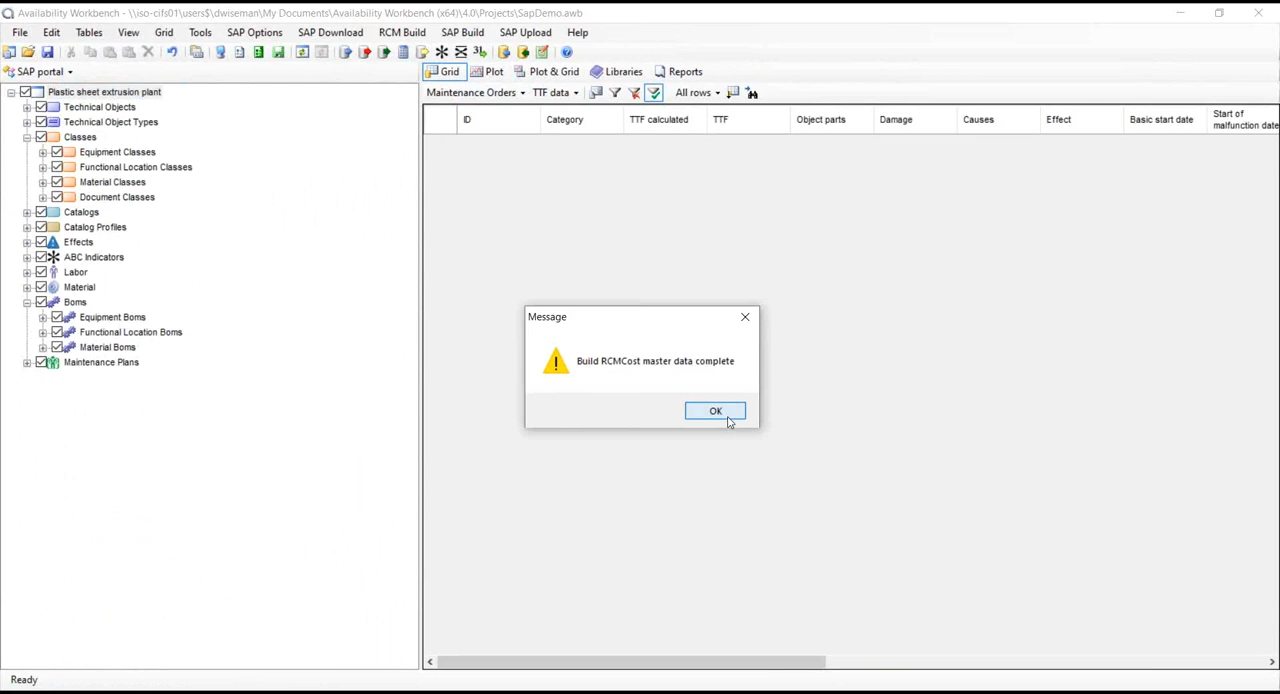 Availability Workbench - \\iso-cifs01\users$\dwiseman\My Documents\Availability Workbench (x64)\4.0\Projects\SapDemo.awb
File Edit Tables View Grid Tools SAP Options SAP Download RCM Build SAP Build SAP Upload Help
SAP portal
Grid Plot Plot & Grid Libraries Reports
Maintenance Orders TTF data All rows
Plastic sheet extrusion plant
Technical Objects
Technical Object Types
Classes
Equipment Classes
Functional Location Classes
Material Classes
Document Classes
Catalogs
Catalog Profiles
Effects
ABC Indicators
Labor
Material
Boms
Equipment Boms
Functional Location Boms
Material Boms
Maintenance Plans
ID Category TTF calculated TTF Object parts Damage Causes Effect Basic start date Start of malfunction date
Message
Build RCMCost master data complete
OK
Ready